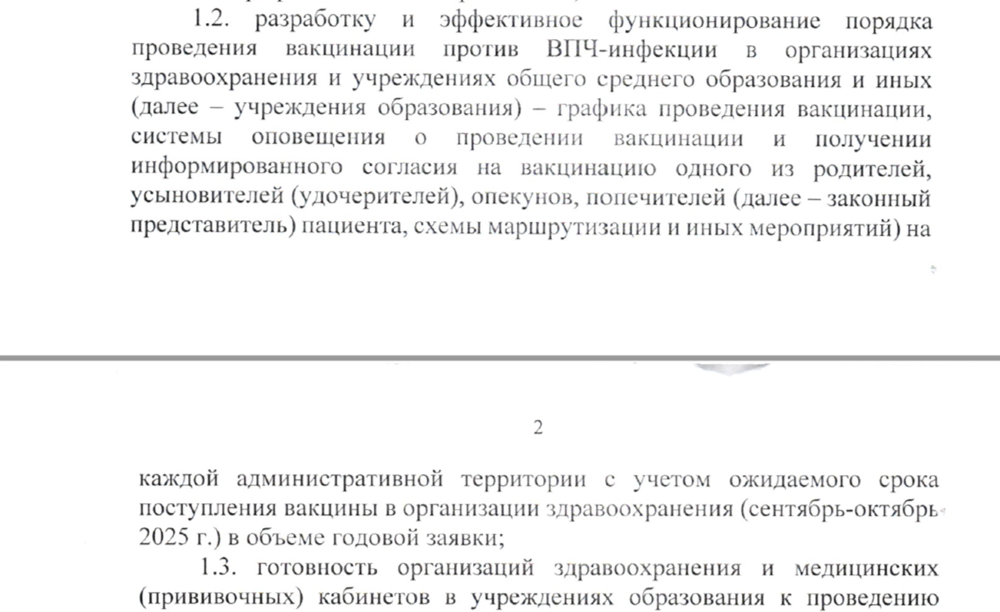 1.2. разработку и эффективное функционирование порядка
проведения вакцинации против ВПЧ-инфекции в организациях
здравоохранения и учреждениях общего среднего образования и иных
(далее – учреждения образования) – графика проведения вакцинации,
системы оповещения о проведении вакцинации и получении
информированного согласия на вакцинацию одного из родителей,
усыновителей (удочерителей), опекунов, попечителей (далее – законный
представитель) пациента, схемы маршрутизации и иных мероприятий) на
2
каждой административной территории с учетом ожидаемого срока
поступления вакцины в организации здравоохранения (сентябрь-октябрь
2025 г.) в объеме годовой заявки;
1.3. готовность организаций здравоохранения и медицинских
(прививочных) кабинетов в учреждениях образования к проведению